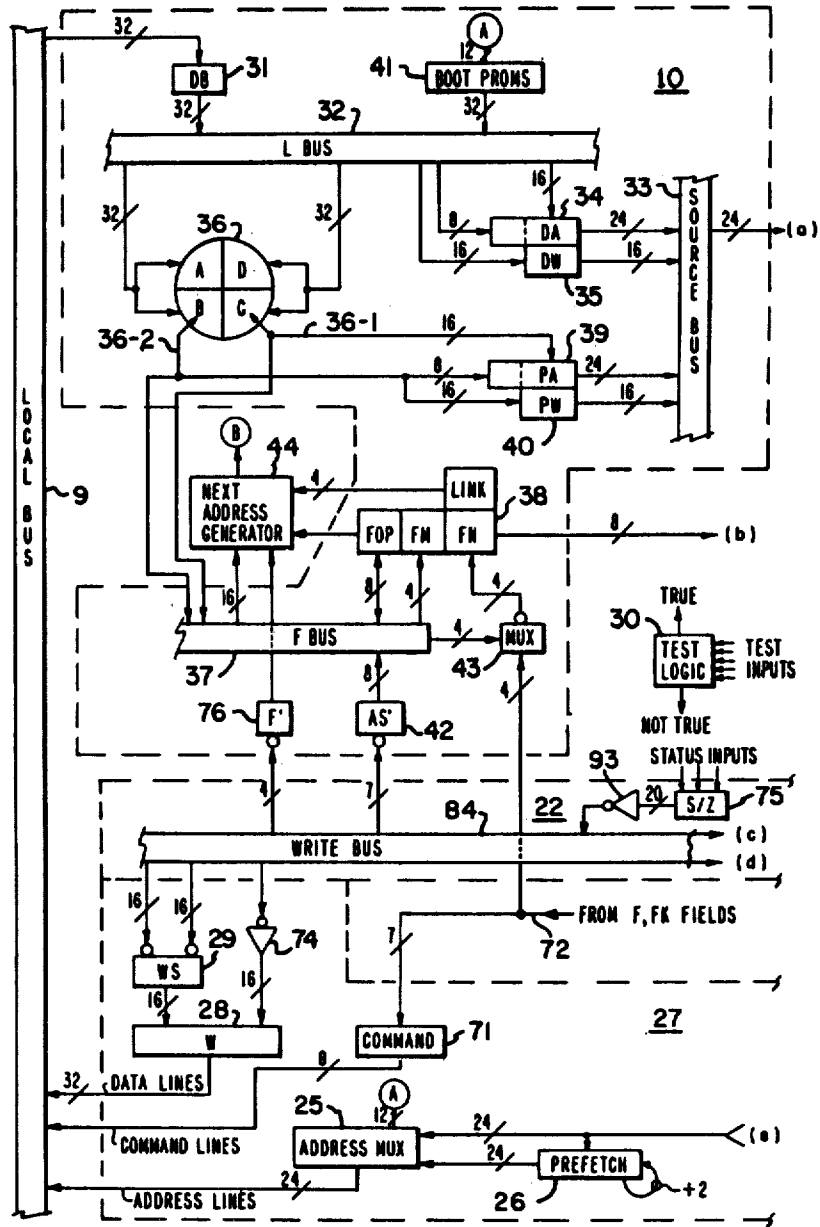 32
A
12
DB
31
41
BOOT PROMS
10
32
32
32
L BUS
16
34
33
SOURCE BUS
32
36
32
8
DA
24
24
(a)
16
DW
16
35
A D
B C
36-2
36-1
16
39
8
PA
24
16
PW
16
40
LOCAL BUS
9
B
44
NEXT
ADDRESS
GENERATOR
4
LINK
38
FOP FM FN
8
(b)
16
8
4
4
TRUE
F BUS
4
MUX
30
TEST
LOGIC
TEST
INPUTS
37
43
8
4
76
F'
AS'
42
NOT TRUE
STATUS INPUTS
93
4
7
22
20
S/Z
75
84
(c)
WRITE BUS
(d)
16
16
FROM F, FK FIELDS
29
74
7
72
WS
16
16
28
27
W
COMMAND
71
32
DATA LINES
8
A
25
12
24
(e)
COMMAND LINES
ADDRESS MUX
24
PREFETCH
24
26
+2
ADDRESS LINES